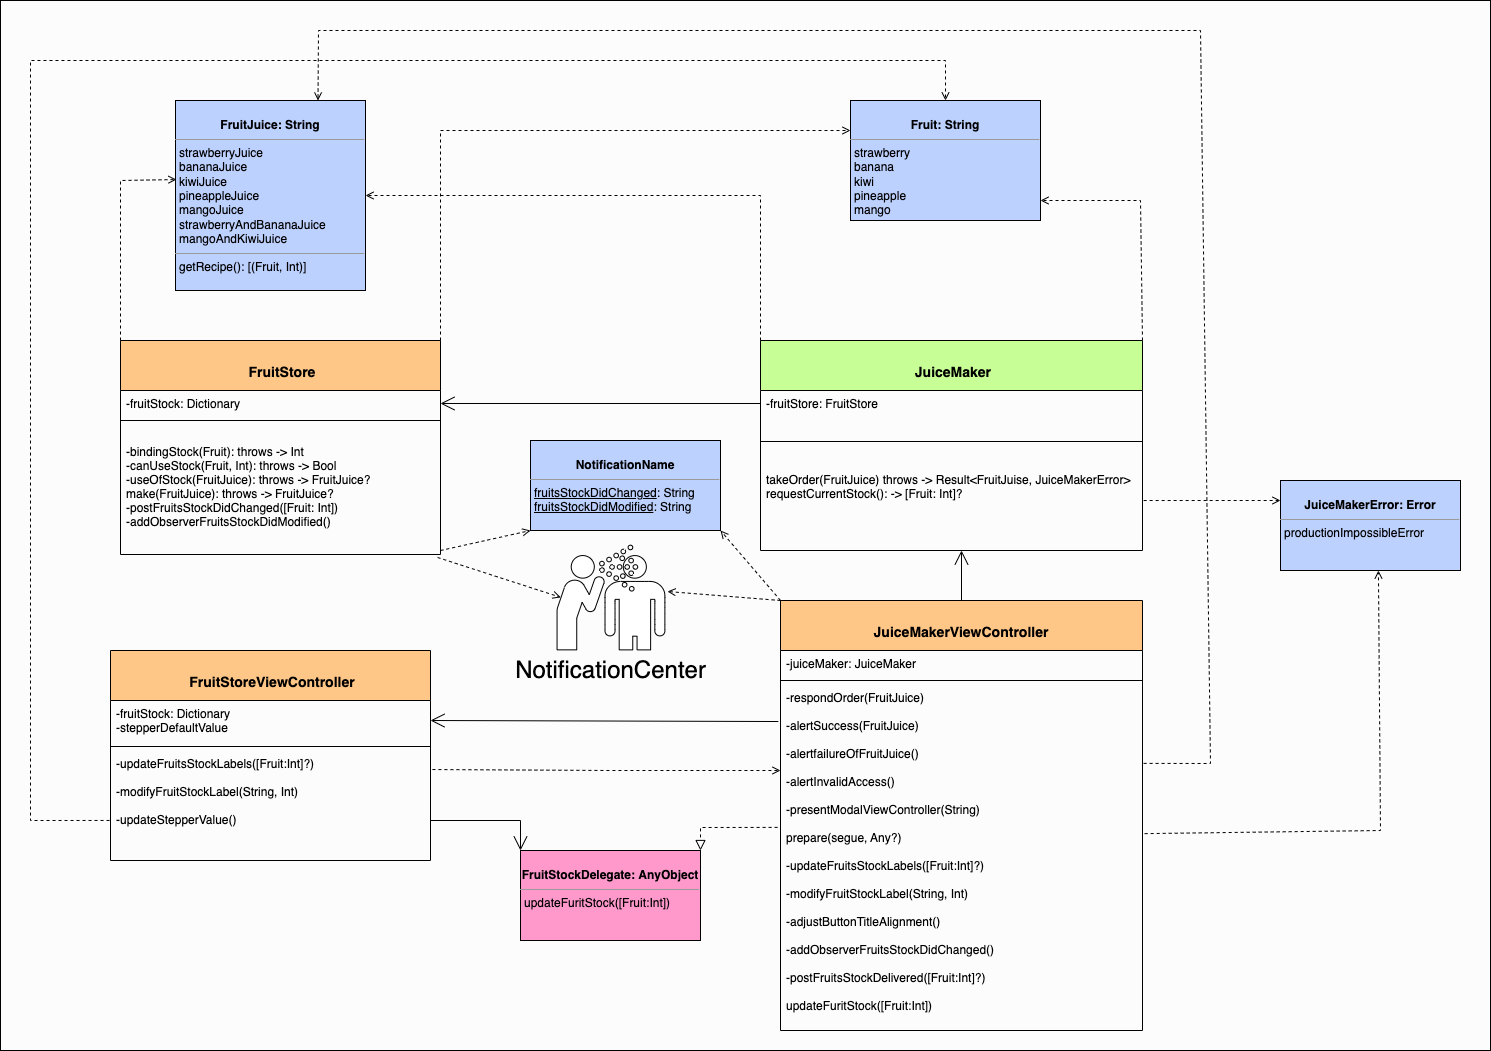 FruitJuice: String
strawberryJuice
bananaJuice
kiwiJuice
pineappleJuice
mangoJuice
strawberryAndBananaJuice
mangoAndKiwiJuice
getRecipe(): [(Fruit, Int)]
Fruit: String
strawberry
banana
kiwi
pineapple
mango
FruitStore
-fruitStock: Dictionary
-bindingStock(Fruit): throws -> Int
-canUseStock(Fruit, Int): throws -> Bool
-useOfStock(FruitJuice): throws -> FruitJuice?
make(FruitJuice): throws -> FruitJuice?
-postFruitsStockDidChanged([Fruit: Int])
-addObserverFruitsStockDidModified()
JuiceMaker
-fruitStore: FruitStore
takeOrder(FruitJuice) throws -> Result<FruitJuise, JuiceMakerError>
requestCurrentStock(): -> [Fruit: Int]?
NotificationName
fruitsStockDidChanged: String
fruitsStockDidModified: String
JuiceMakerError: Error
productionImpossibleError
NotificationCenter
FruitStoreViewController
-fruitStock: Dictionary
-stepperDefaultValue
-updateFruitsStockLabels([Fruit:Int]?)
-modifyFruitStockLabel(String, Int)
-updateStepperValue()
JuiceMakerViewController
-juiceMaker: JuiceMaker
-respondOrder(FruitJuice)
-alertSuccess(FruitJuice)
-alertfailureOfFruitJuice()
-alertInvalidAccess()
-presentModalViewController(String)
prepare(segue, Any?)
-updateFruitsStockLabels([Fruit:Int]?)
-modifyFruitStockLabel(String, Int)
-adjustButtonTitleAlignment()
-addObserverFruitsStockDidChanged()
-postFruitsStockDelivered([Fruit:Int]?)
updateFuritStock([Fruit:Int])
FruitStockDelegate: AnyObject
updateFuritStock([Fruit:Int])